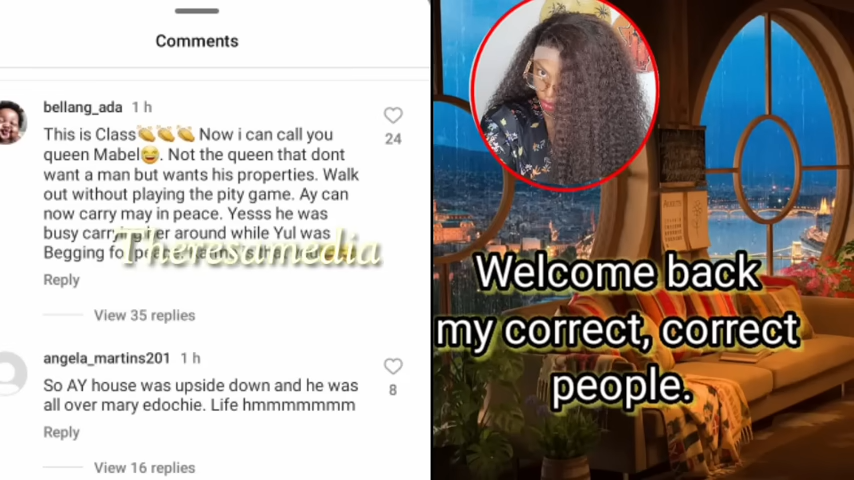 Comments
bellang_ada 1 h
This is Class👏👏👏 Now i can call you
queen Mabel😅. Not the queen that dont
want a man but wants his properties. Walk
out without playing the pity game. Ay can
now carry may in peace. Yesss he was
busy carrying her around while Yul was
Begging for peace.
24
Theresamedia
Reply
View 35 replies
angela_martins201 1 h
So AY house was upside down and he was
all over mary edochie. Life hmmmmmmm
8
Reply
View 16 replies
Welcome back
my correct, correct
people.